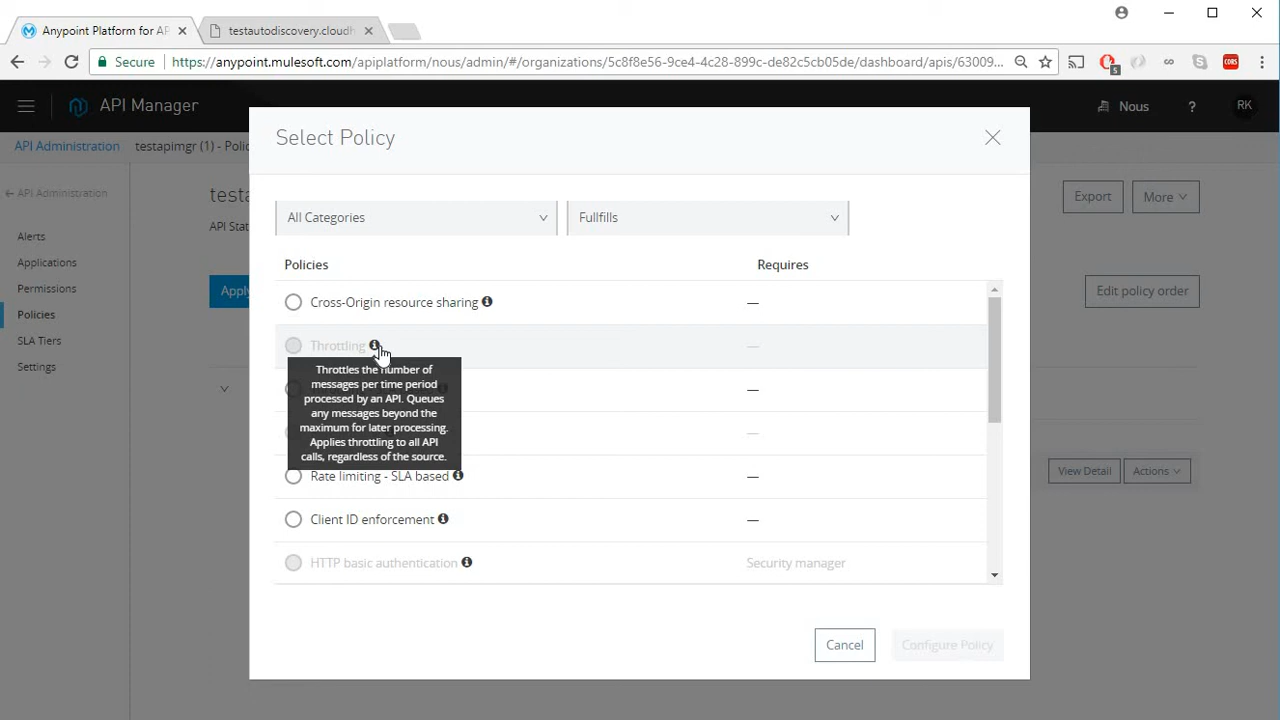 Anypoint Platform for AP
testautodiscovery.cloudh
Secure
https://anypoint.mulesoft.com/apiplatform/nous/admin/#/organizations/5c8f8e56-9ce4-4c28-899c-de82c5cb05de/dashboard/apis/63009...
5
CORS
API Manager
Nous
?
RK
API Administration
testapimgr (1) - Polic
Select Policy
API Administration
testa
Export
More
API Stat
All Categories
Fullfills
Alerts
Applications
Permissions
Policies
SLA Tiers
Settings
Apply
Edit policy order
Policies
Requires
Cross-Origin resource sharing
—
Throttling
—
Throttles the number of
messages per time period
processed by an API. Queues
any messages beyond the
maximum for later processing.
Applies throttling to all API
calls, regardless of the source.
—
—
Rate limiting - SLA based
—
View Detail
Actions
Client ID enforcement
—
HTTP basic authentication
Security manager
Cancel
Configure Policy